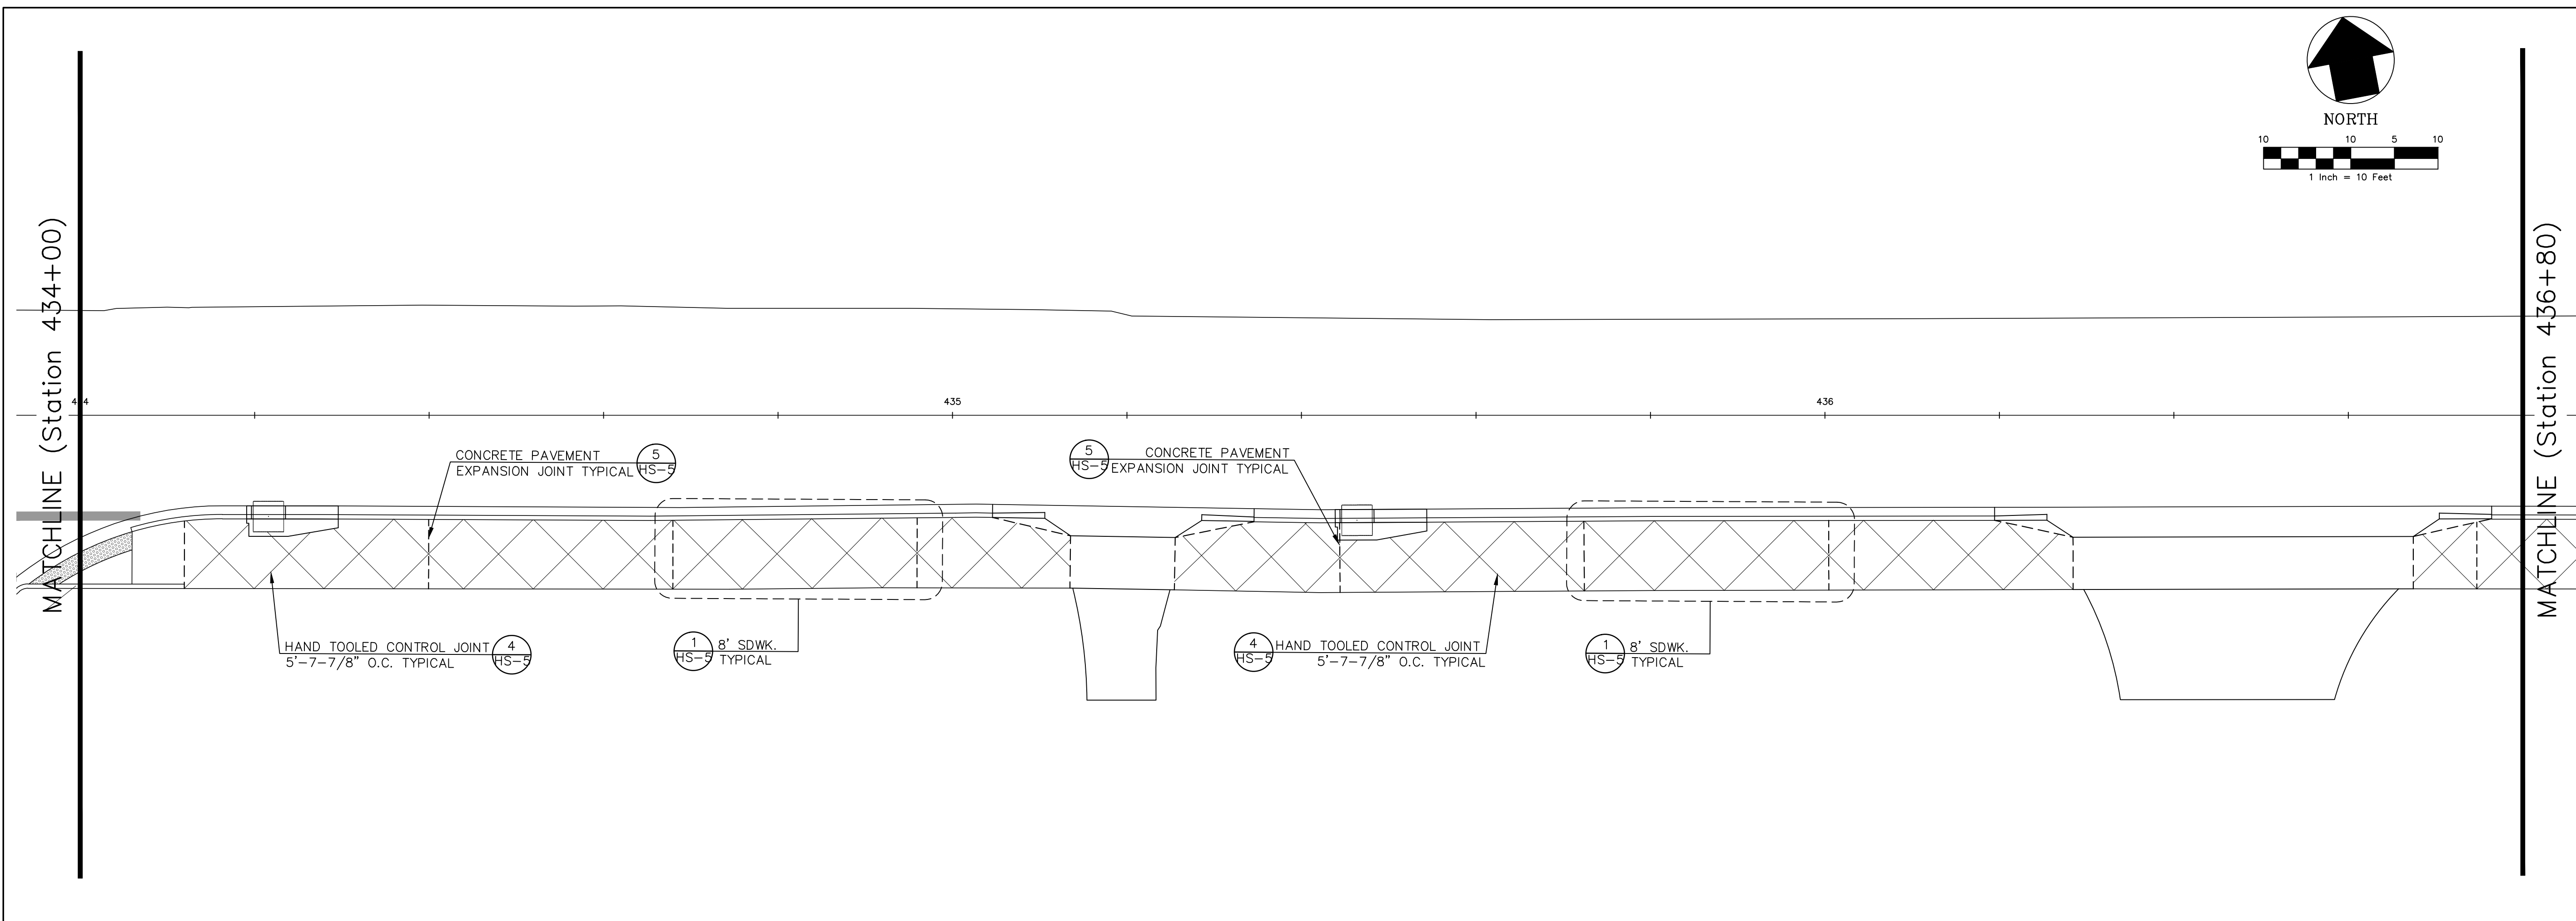 NORTH
10 10 5 10
1 Inch = 10 Feet
MATCHLINE (Station 434+00)
MATCHLINE (Station 436+80)
434
435
436
CONCRETE PAVEMENT
EXPANSION JOINT TYPICAL
5
HS-5
5
HS-5
CONCRETE PAVEMENT
EXPANSION JOINT TYPICAL
HAND TOOLED CONTROL JOINT
5'-7-7/8" O.C. TYPICAL
4
HS-5
1
HS-5
8' SDWK.
TYPICAL
4
HS-5
HAND TOOLED CONTROL JOINT
5'-7-7/8" O.C. TYPICAL
1
HS-5
8' SDWK.
TYPICAL